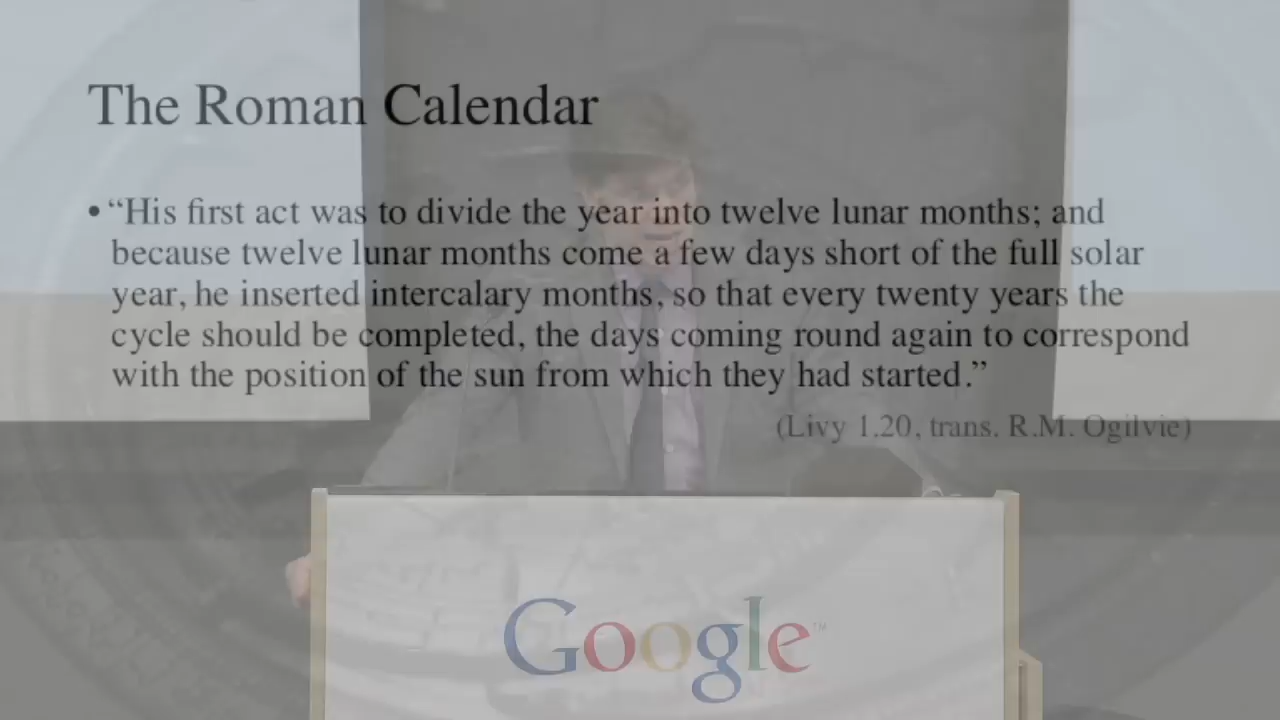 The Roman Calendar
• “His first act was to divide the year into twelve lunar months; and
because twelve lunar months come a few days short of the full solar
year, he inserted intercalary months, so that every twenty years the
cycle should be completed, the days coming round again to correspond
with the position of the sun from which they had started.”
(Livy 1.20, trans. R.M. Ogilvie)
Google™